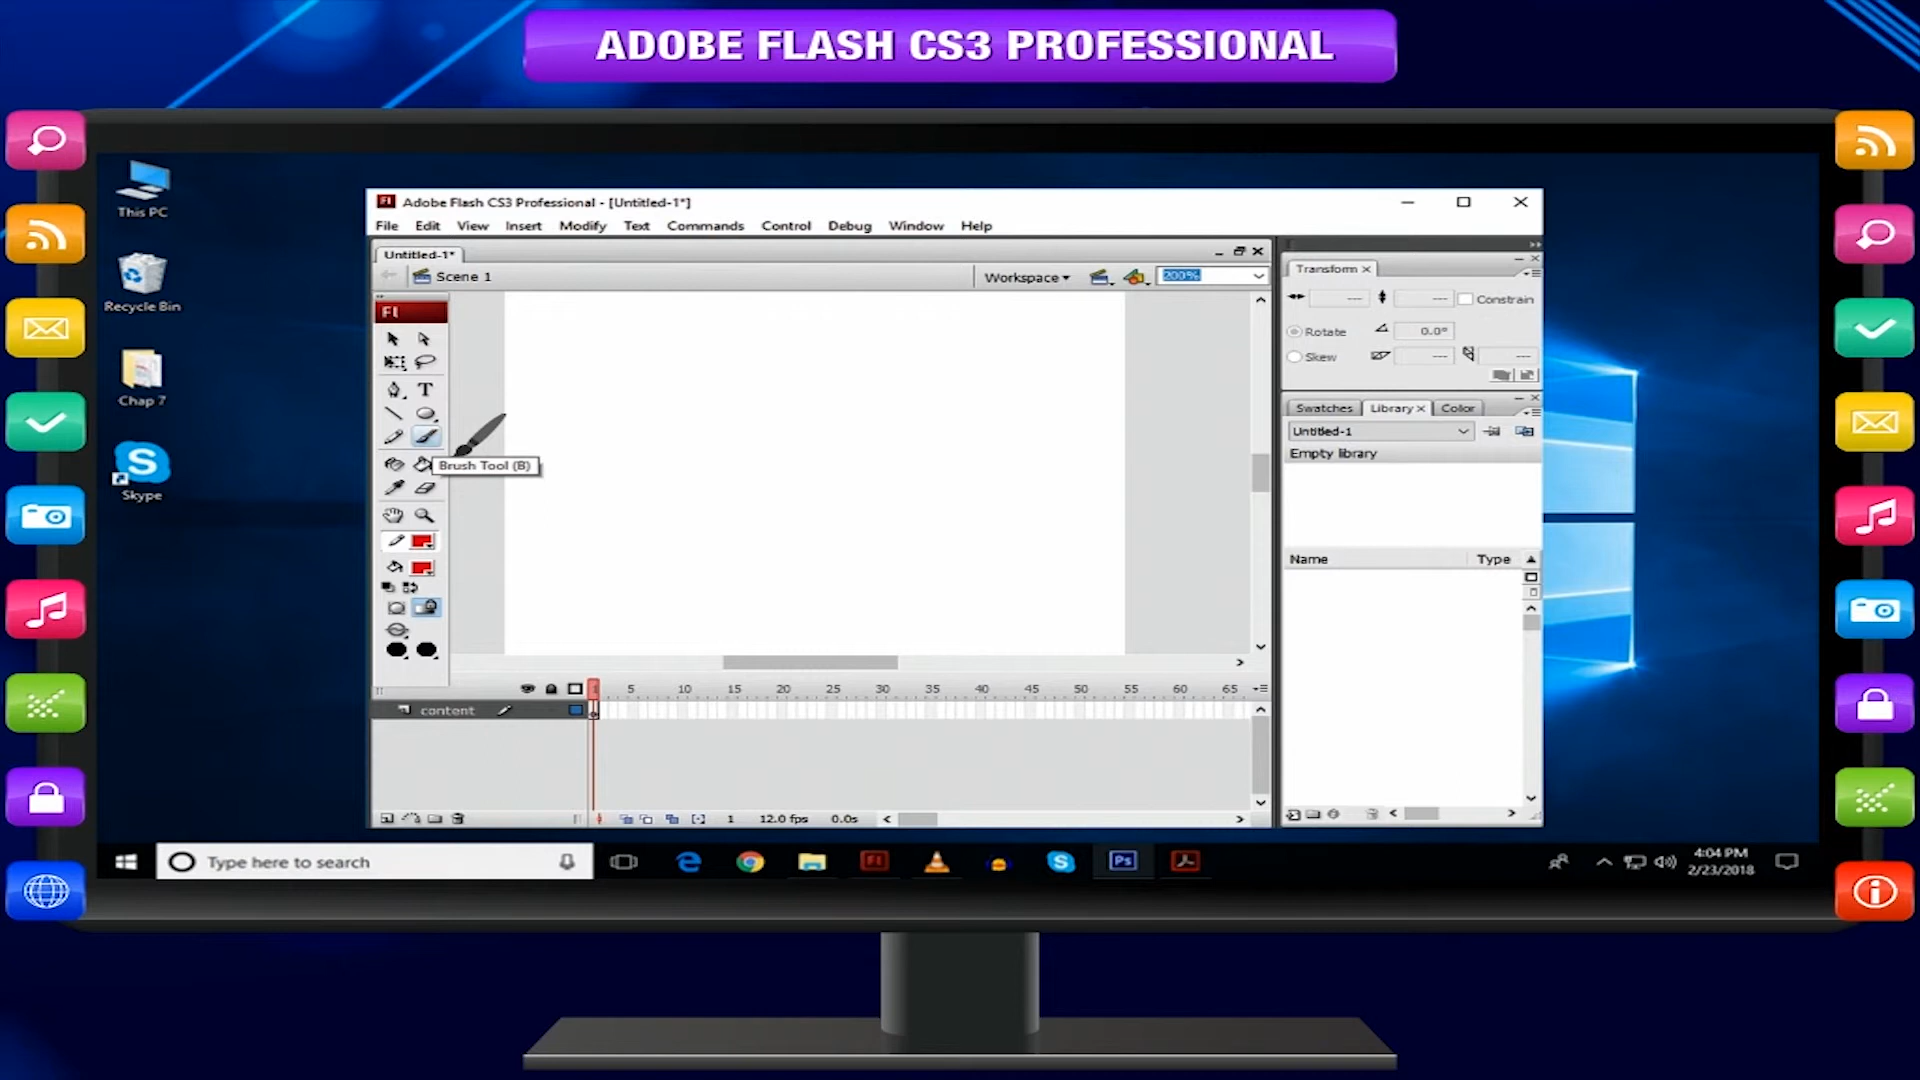 ADOBE FLASH CS3 PROFESSIONAL
This PC
Recycle Bin
Chap 7
Skype
Fl Adobe Flash CS3 Professional - [Untitled-1*]
File Edit View Insert Modify Text Commands Control Debug Window Help
Untitled-1*
Scene 1
Workspace
200%
Fl
T
Brush Tool (B)
Transform
Constrain
Rotate
0.0°
Skew
Swatches Library Color
Untitled-1
Empty library
Name Type
1 5 10 15 20 25 30 35 40 45 50 55 60 65
content
1 12.0 fps 0.0s
Type here to search
Fl
Ps
4:04 PM
2/23/2018